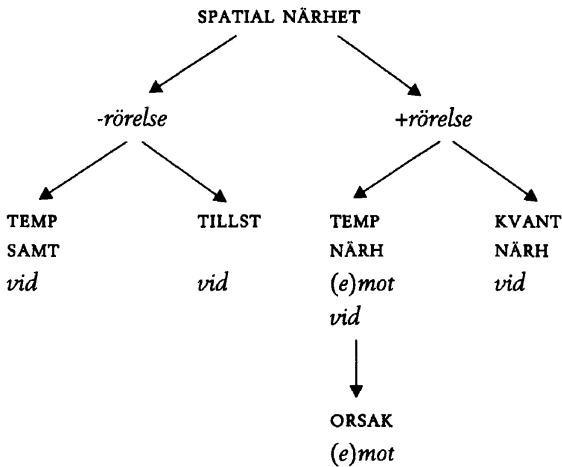 SPATIAL NÄRHET
-rörelse +rörelse
TEMP TILLST TEMP KVANT
SAMT NÄRH NÄRH
vid vid (e)mot vid
vid
ORSAK
(e)mot